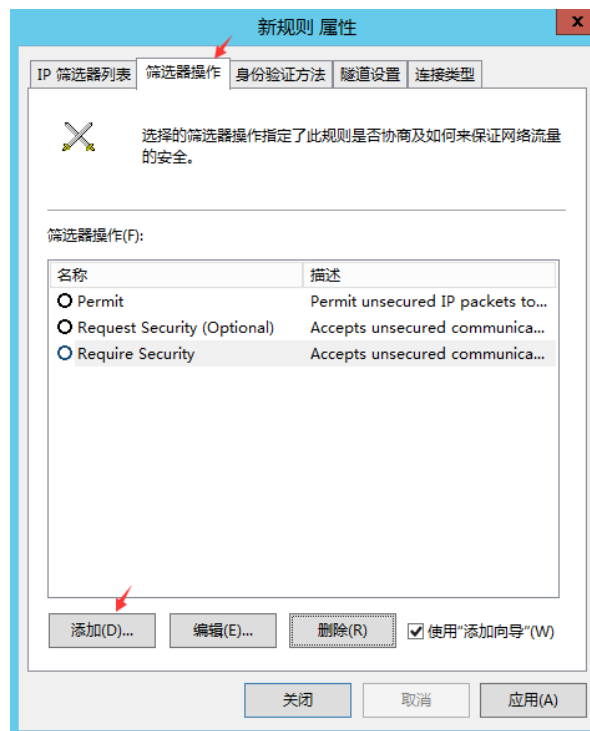 新规则 属性
x
IP 筛选器列表 筛选器操作 身份验证方法 隧道设置 连接类型
选择的筛选器操作指定了此规则是否协商及如何来保证网络流量
的安全。
筛选器操作(F):
名称 描述
Permit Permit unsecured IP packets to...
Request Security (Optional) Accepts unsecured communica...
Require Security Accepts unsecured communica...
添加(D)... 编辑(E)... 删除(R) 使用"添加向导"(W)
关闭 取消 应用(A)